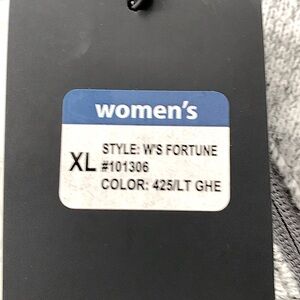 women's
XL
STYLE: W'S FORTUNE
#101306
COLOR: 425/LT GHE